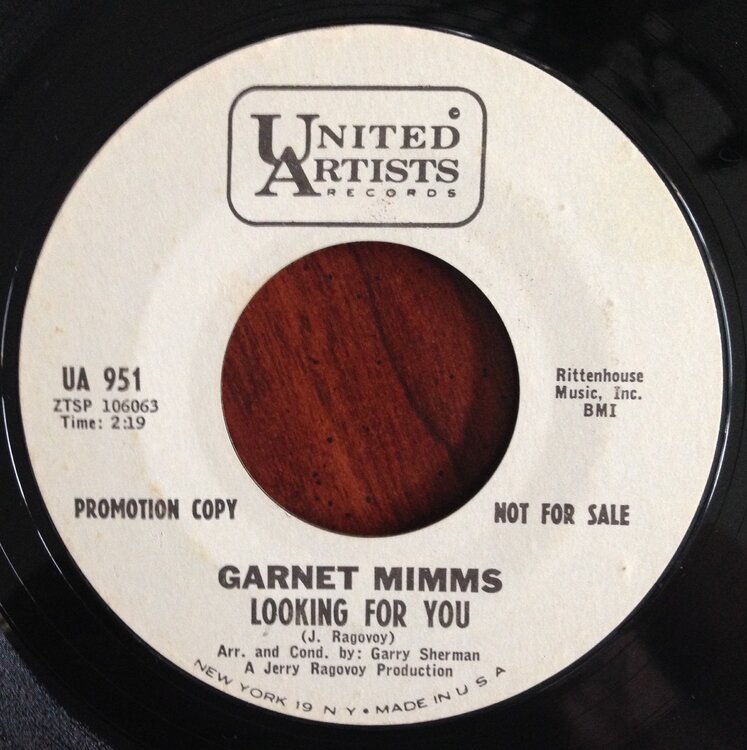 UNITED ©
ARTISTS
RECORDS
UA 951
ZTSP 106063
Time: 2:19
Rittenhouse
Music, Inc.
BMI
PROMOTION COPY
NOT FOR SALE
GARNET MIMMS
LOOKING FOR YOU
(J. Ragovoy)
Arr. and Cond. by: Garry Sherman
A Jerry Ragovoy Production
NEW YORK 19 N Y • MADE IN U S A